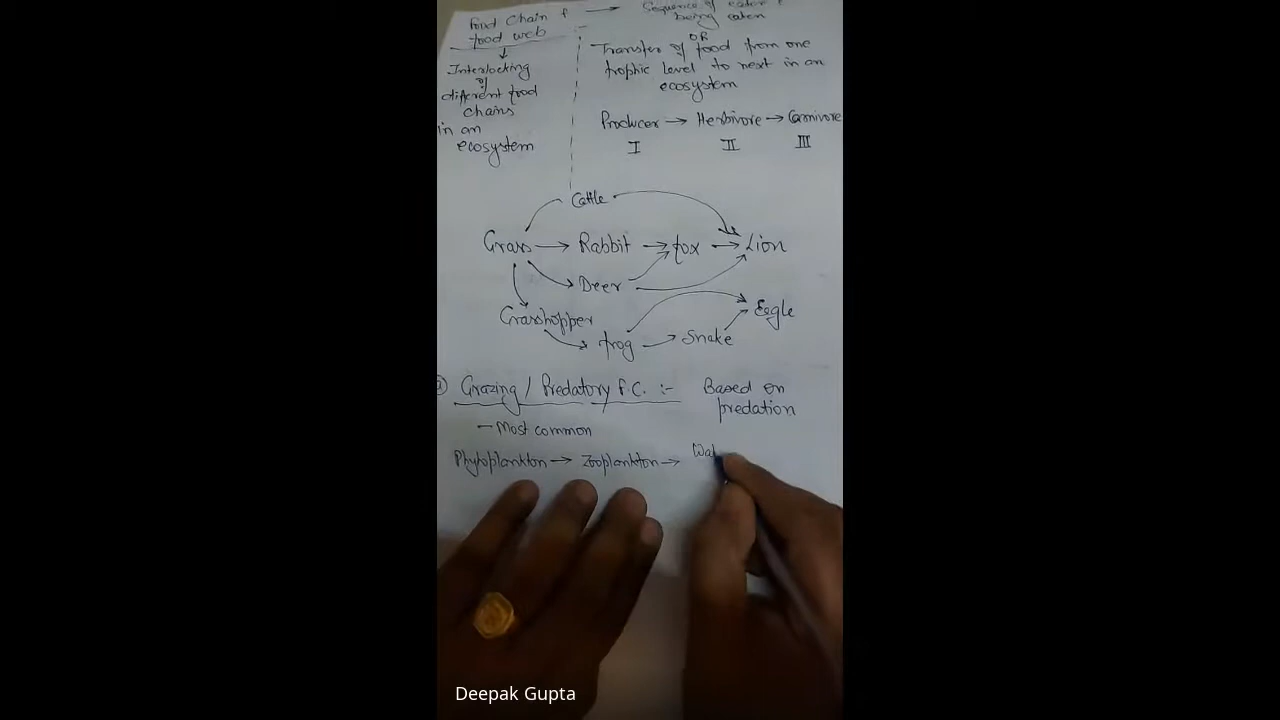 Food Chain &
food web
→ Sequence of eater &
being eaten
OR
Transfer of food from one
trophic level to next in an
ecosystem
Interlocking
of
different food
chains
in an
ecosystem
Producer → Herbivore → Carnivore
I II III
Cattle
Grass → Rabbit → fox → Lion
Deer
Grasshopper
Eagle
frog → Snake
Grazing / Predatory F.C. :- Based on
predation
- Most common
Phytoplankton → Zooplankton → Wat
Deepak Gupta